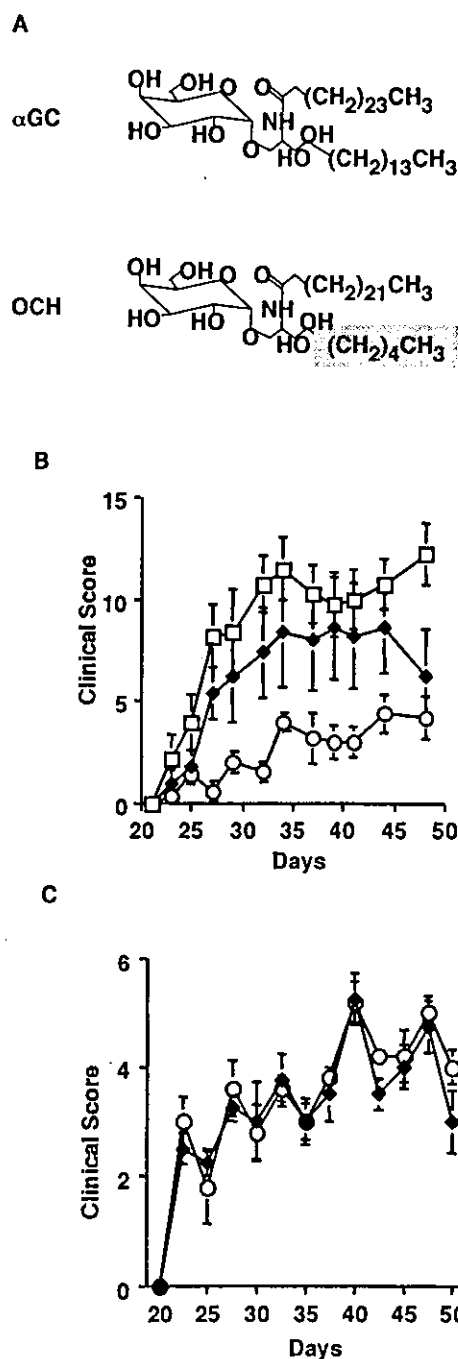 A
αGC
OH
OH
O
O
(CH2)23CH3
HO
HO
NH
OH
O
HO
(CH2)13CH3
OCH
OH
OH
O
O
(CH2)21CH3
HO
HO
NH
OH
O
HO
(CH2)4CH3
B
15
10
5
0
Clinical Score
20 25 30 35 40 45 50
Days
C
6
4
2
0
Clinical Score
20 25 30 35 40 45 50
Days